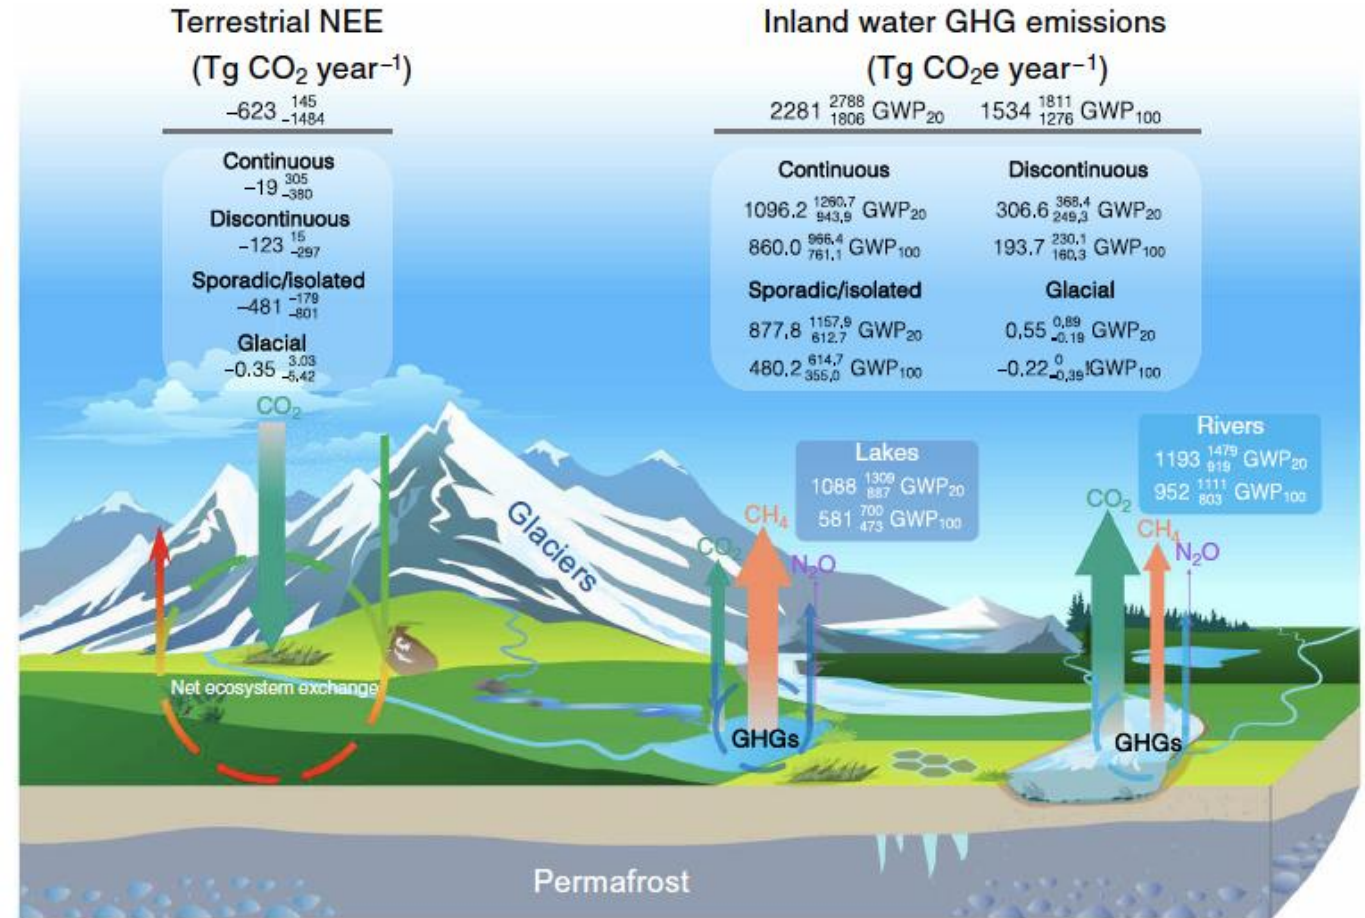 Terrestrial NEE
(Tg CO₂ year⁻¹)
−623 145 −1484
Continuous
−19 305 −380
Discontinuous
−123 15 −297
Sporadic/isolated
−481 −179 −801
Glacial
−0.35 3.03 −5.42
CO₂
Inland water GHG emissions
(Tg CO₂e year⁻¹)
2281 2788 1806 GWP₂₀ 1534 1811 1276 GWP₁₀₀
Continuous
1096.2 1260.7 943.9 GWP₂₀
860.0 966.4 761.1 GWP₁₀₀
Discontinuous
306.6 368.4 249.3 GWP₂₀
193.7 230.1 160.3 GWP₁₀₀
Sporadic/isolated
877.8 1157.9 612.7 GWP₂₀
480.2 614.7 355.0 GWP₁₀₀
Glacial
0.55 0.89 -0.19 GWP₂₀
−0.22 0 −0.39 !GWP₁₀₀
Lakes
1088 1309 887 GWP₂₀
581 700 473 GWP₁₀₀
Rivers
1193 1479 919 GWP₂₀
952 1111 803 GWP₁₀₀
Glaciers
CO₂
CH₄
N₂O
CO₂
CH₄
N₂O
Net ecosystem exchange
GHGs
GHGs
Permafrost